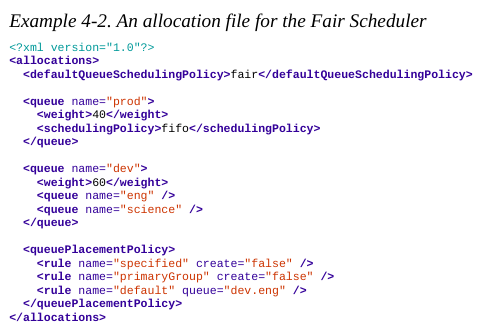 Example 4-2. An allocation file for the Fair Scheduler
<?xml version="1.0"?>
<allocations>
  <defaultQueueSchedulingPolicy>fair</defaultQueueSchedulingPolicy>

  <queue name="prod">
    <weight>40</weight>
    <schedulingPolicy>fifo</schedulingPolicy>
  </queue>

  <queue name="dev">
    <weight>60</weight>
    <queue name="eng" />
    <queue name="science" />
  </queue>

  <queuePlacementPolicy>
    <rule name="specified" create="false" />
    <rule name="primaryGroup" create="false" />
    <rule name="default" queue="dev.eng" />
  </queuePlacementPolicy>
</allocations>